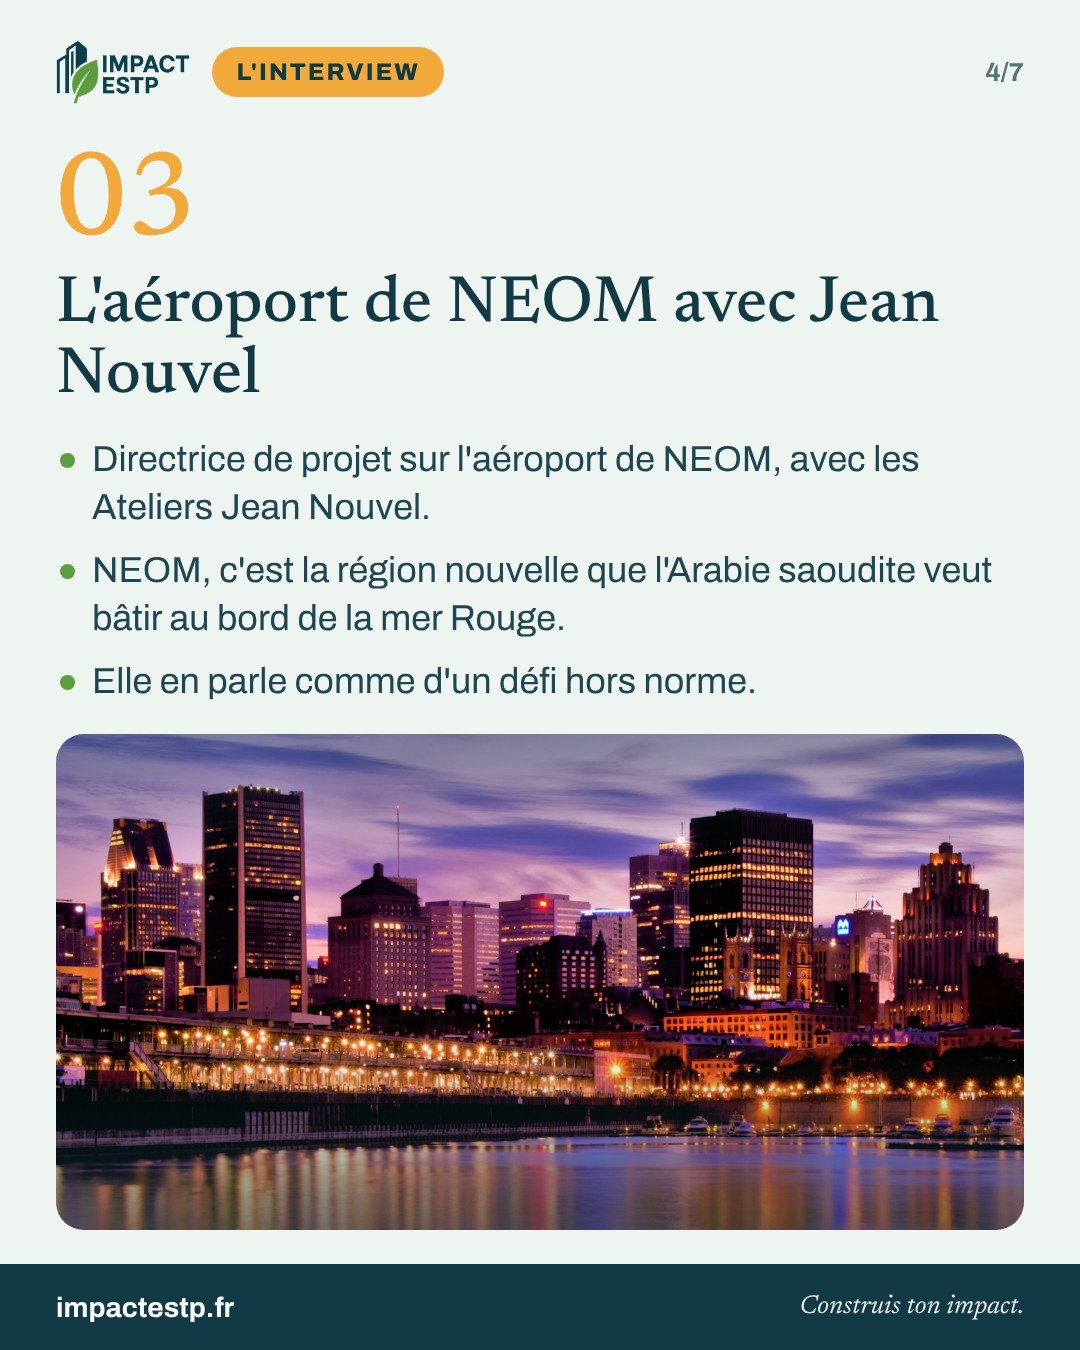 IMPACT
ESTP
L'INTERVIEW
4/7
03
L'aéroport de NEOM avec Jean
Nouvel
Directrice de projet sur l'aéroport de NEOM, avec les
Ateliers Jean Nouvel.
NEOM, c'est la région nouvelle que l'Arabie saoudite veut
bâtir au bord de la mer Rouge.
Elle en parle comme d'un défi hors norme.
impactestp.fr
Construis ton impact.